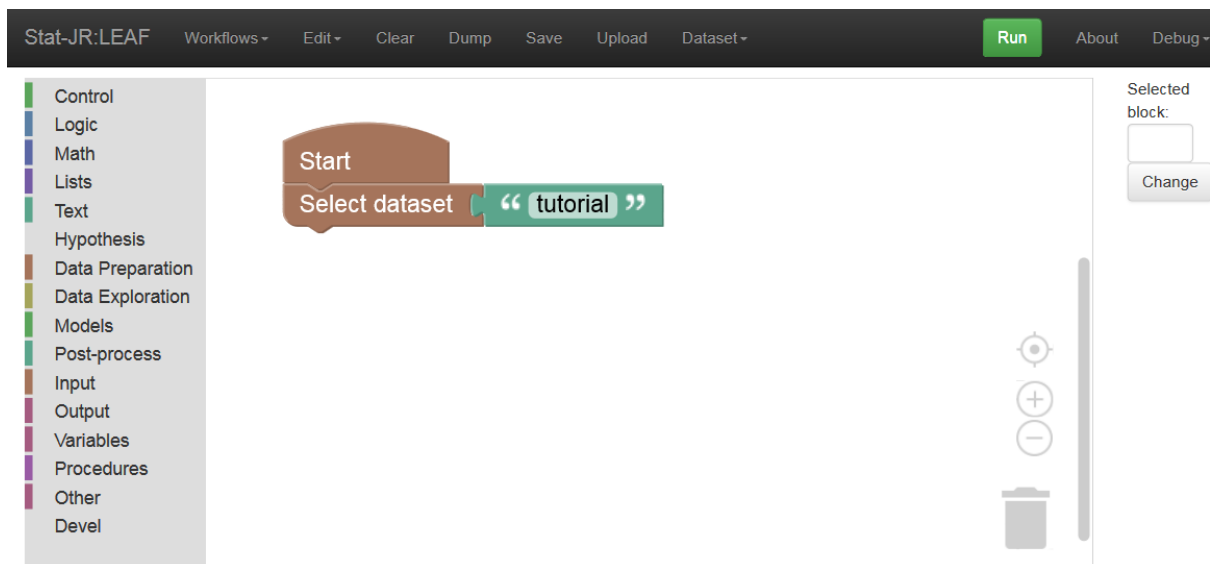 Stat-JR:LEAF Workflows Edit Clear Dump Save Upload Dataset Run About Debug
Control
Logic
Math
Lists
Text
Hypothesis
Data Preparation
Data Exploration
Models
Post-process
Input
Output
Variables
Procedures
Other
Devel
Start
Select dataset “ tutorial ”
Selected
block:
Change